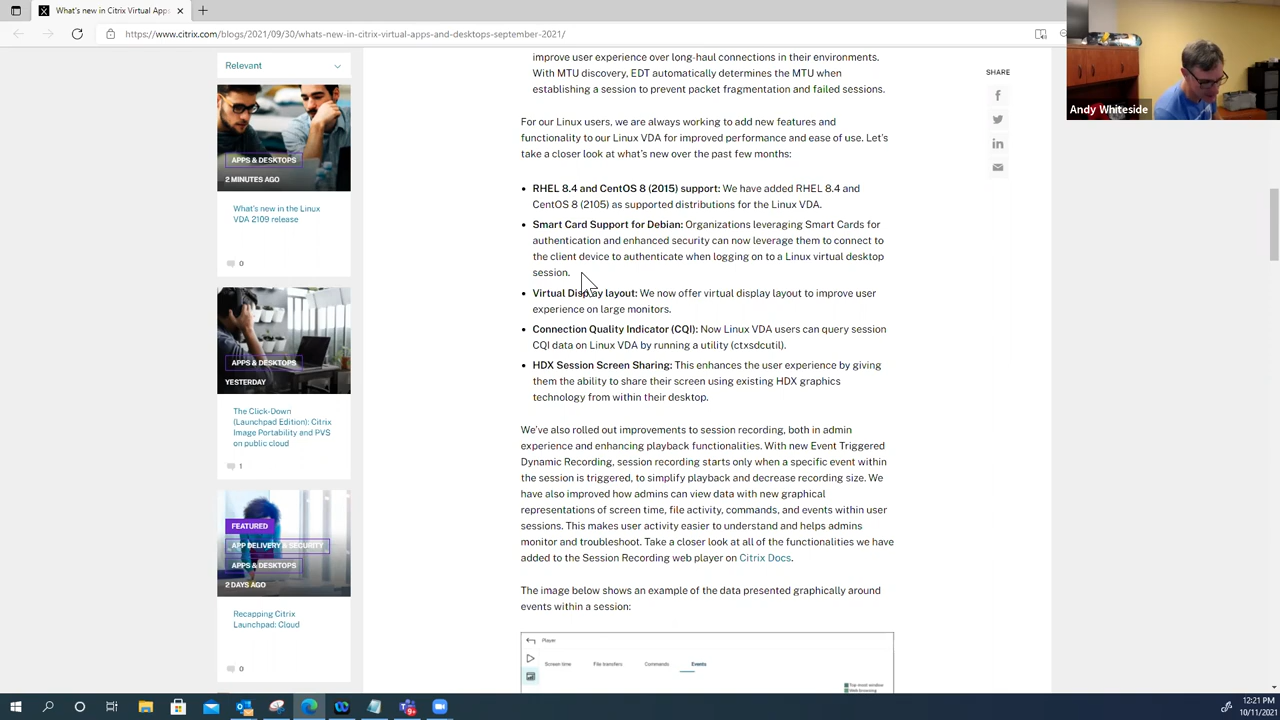 What's new in Citrix Virtual Apps
https://www.citrix.com/blogs/2021/09/30/whats-new-in-citrix-virtual-apps-and-desktops-september-2021/
Andy Whiteside
Relevant
APPS & DESKTOPS
2 MINUTES AGO
What's new in the Linux
VDA 2109 release
0
APPS & DESKTOPS
YESTERDAY
The Click-Down
(Launchpad Edition): Citrix
Image Portability and PVS
on public cloud
1
FEATURED
APP DELIVERY & SECURITY
APPS & DESKTOPS
2 DAYS AGO
Recapping Citrix
Launchpad: Cloud
0
improve user experience over long-haul connections in their environments.
With MTU discovery, EDT automatically determines the MTU when
establishing a session to prevent packet fragmentation and failed sessions.
For our Linux users, we are always working to add new features and
functionality to our Linux VDA for improved performance and ease of use. Let's
take a closer look at what's new over the past few months:
• RHEL 8.4 and CentOS 8 (2015) support: We have added RHEL 8.4 and
CentOS 8 (2105) as supported distributions for the Linux VDA.
• Smart Card Support for Debian: Organizations leveraging Smart Cards for
authentication and enhanced security can now leverage them to connect to
the client device to authenticate when logging on to a Linux virtual desktop
session.
• Virtual Display layout: We now offer virtual display layout to improve user
experience on large monitors.
• Connection Quality Indicator (CQI): Now Linux VDA users can query session
CQI data on Linux VDA by running a utility (ctxsdcutil).
• HDX Session Screen Sharing: This enhances the user experience by giving
them the ability to share their screen using existing HDX graphics
technology from within their desktop.
We've also rolled out improvements to session recording, both in admin
experience and enhancing playback functionalities. With new Event Triggered
Dynamic Recording, session recording starts only when a specific event within
the session is triggered, to simplify playback and decrease recording size. We
have also improved how admins can view data with new graphical
representations of screen time, file activity, commands, and events within user
sessions. This makes user activity easier to understand and helps admins
monitor and troubleshoot. Take a closer look at all of the functionalities we have
added to the Session Recording web player on Citrix Docs.
The image below shows an example of the data presented graphically around
events within a session:
Player
Screen time File transfers Commands Events
Top most window
Web browsing
SHARE
12:21 PM
10/11/2021